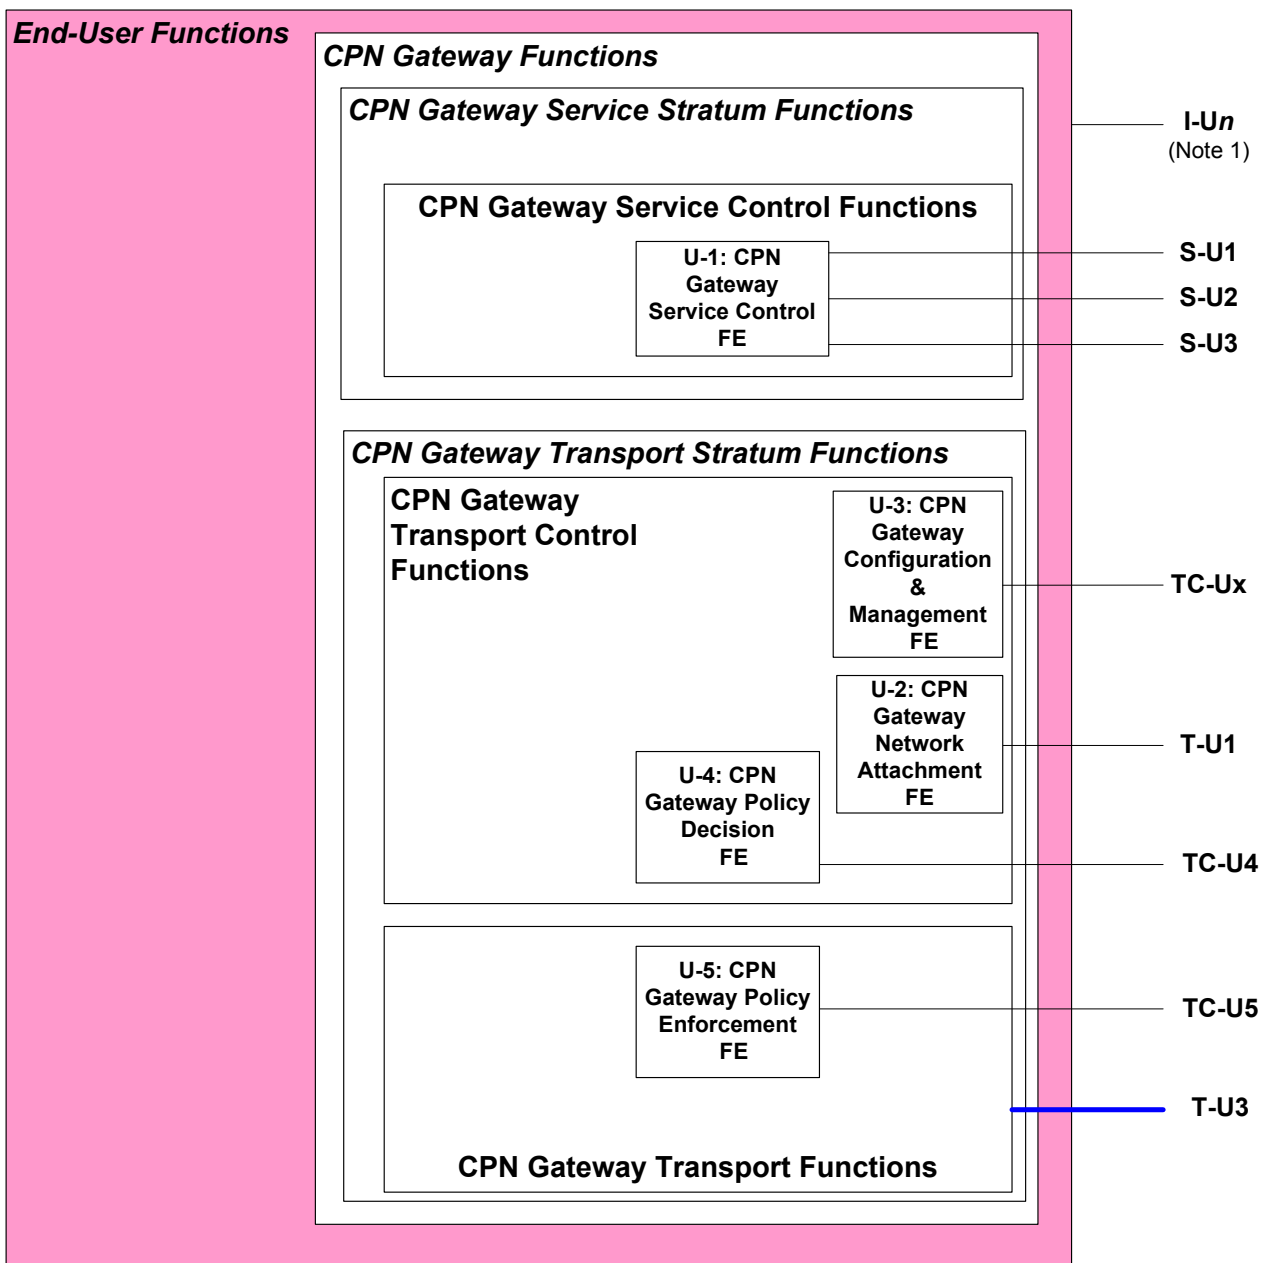 End-User Functions
CPN Gateway Functions
CPN Gateway Service Stratum Functions
I-Un
(Note 1)
CPN Gateway Service Control Functions
U-1: CPN
Gateway
Service Control
FE
S-U1
S-U2
S-U3
CPN Gateway Transport Stratum Functions
CPN Gateway
Transport Control
Functions
U-3: CPN
Gateway
Configuration
&
Management
FE
TC-Ux
U-2: CPN
Gateway
Network
Attachment
FE
T-U1
U-4: CPN
Gateway Policy
Decision
FE
TC-U4
U-5: CPN
Gateway Policy
Enforcement
FE
TC-U5
T-U3
CPN Gateway Transport Functions